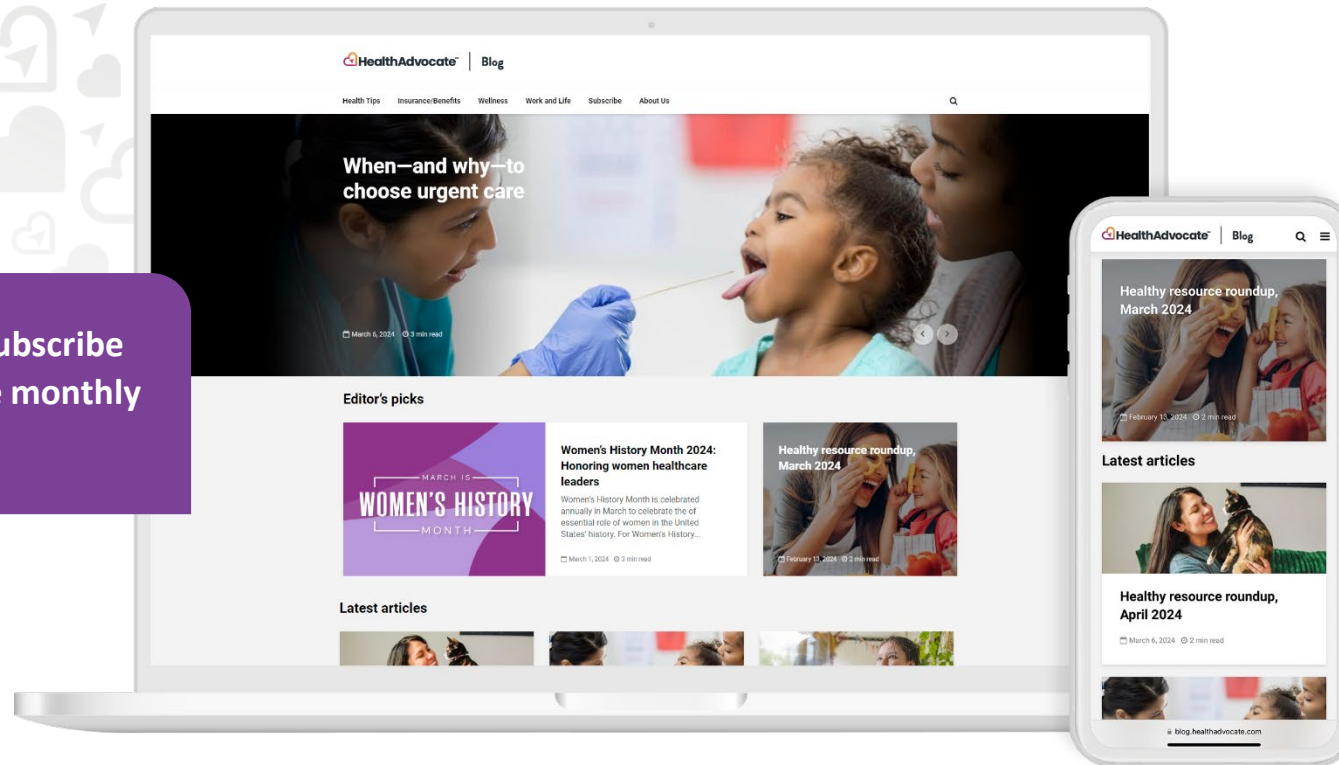 HealthAdvocate™ | Blog
Health Tips Insurance/Benefits Wellness Work and Life Subscribe About Us
When—and why—to
choose urgent care
March 6, 2024 3 min read
ubscribe
e monthly
Editor's picks
MARCH IS
WOMEN'S HISTORY
MONTH
Women's History Month 2024:
Honoring women healthcare
leaders
Women's History Month is celebrated
annually in March to celebrate the of
essential role of women in the United
States' history. For Women's History...
March 1, 2024 3 min read
Healthy resource roundup,
March 2024
February 13, 2024 2 min read
Latest articles
HealthAdvocate™ | Blog
Healthy resource roundup,
March 2024
February 13, 2024 2 min read
Latest articles
Healthy resource roundup,
April 2024
March 6, 2024 2 min read
blog.healthadvocate.com